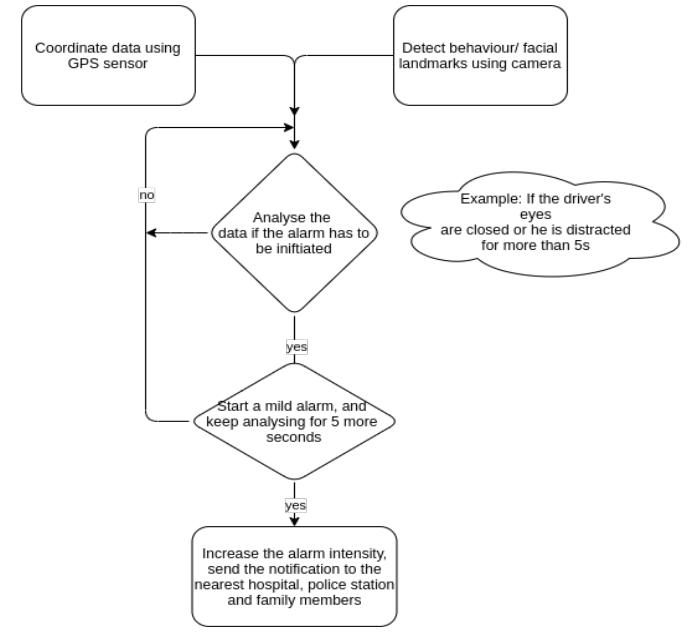 Coordinate data using
GPS sensor
Detect behaviour/ facial
landmarks using camera
no
Analyse the
data if the alarm has to
be iniftiated
Example: If the driver's
eyes
are closed or he is distracted
for more than 5s
yes
Start a mild alarm, and
keep analysing for 5 more
seconds
yes
Increase the alarm intensity,
send the notification to the
nearest hospital, police station
and family members